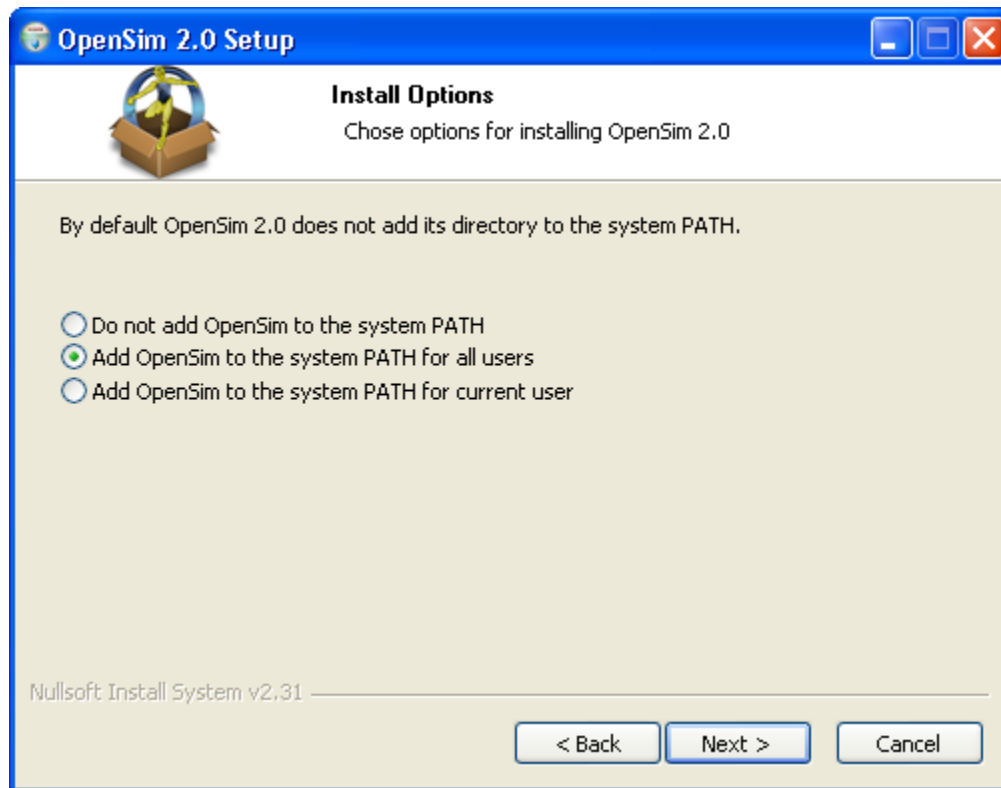 OpenSim 2.0 Setup
Install Options
Chose options for installing OpenSim 2.0
By default OpenSim 2.0 does not add its directory to the system PATH.
Do not add OpenSim to the system PATH
Add OpenSim to the system PATH for all users
Add OpenSim to the system PATH for current user
Nullsoft Install System v2.31
< Back Next > Cancel